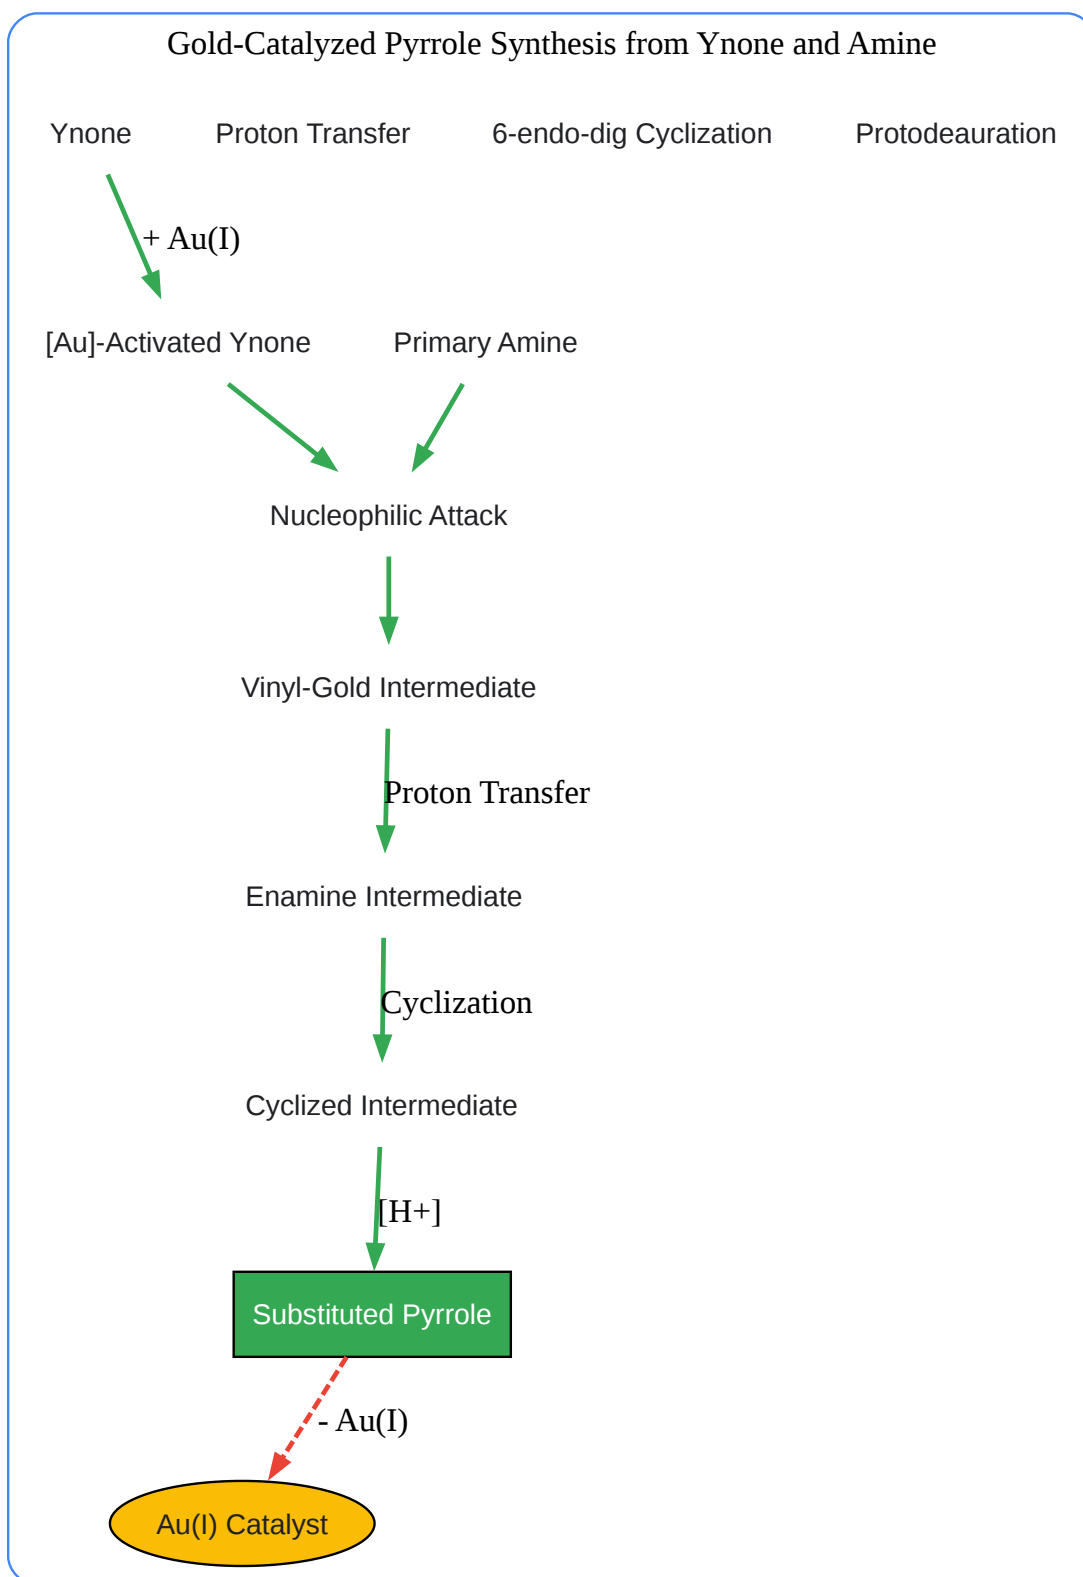 Gold-Catalyzed Pyrrole Synthesis from Ynone and Amine
Ynone
Proton Transfer
6-endo-dig Cyclization
Protodeauration
+ Au(I)
[Au]-Activated Ynone
Primary Amine
Nucleophilic Attack
Vinyl-Gold Intermediate
Proton Transfer
Enamine Intermediate
Cyclization
Cyclized Intermediate
[H+]
Substituted Pyrrole
- Au(I)
Au(I) Catalyst